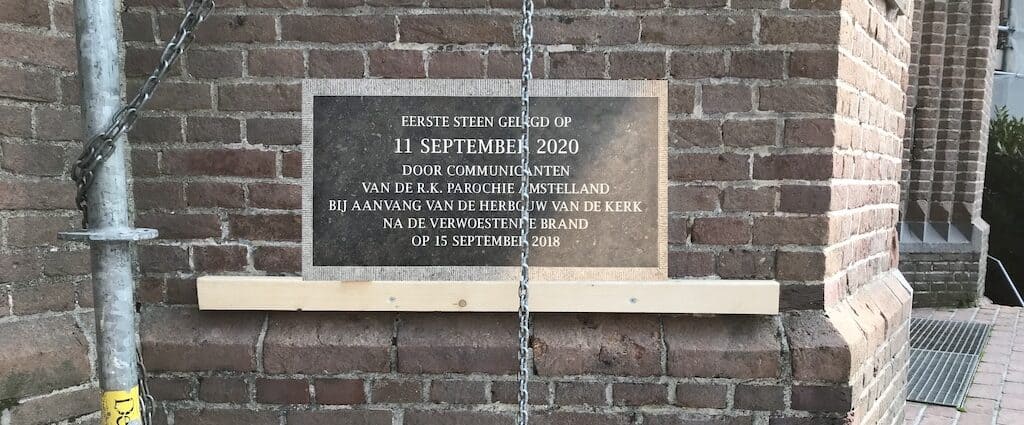 EERSTE STEEN GELEGD OP
11 SEPTEMBER 2020
DOOR COMMUNICANTEN
VAN DE R.K. PAROCHIE AMSTELLAND
BIJ AANVANG VAN DE HERBOUW VAN DE KERK
NA DE VERWOESTENDE BRAND
OP 15 SEPTEMBER 2018